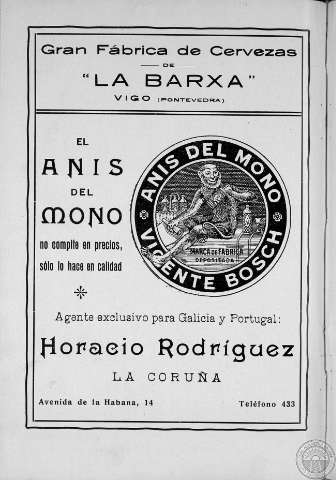 Gran Fábrica de Cervezas
DE
"LA BARXA"
VIGO (PONTEVEDRA)
EL
ANIS
DEL
MONO
no compite en precios,
sólo lo hace en calidad
ANIS DEL MONO
MARCA DE FABRICA
DEPOSITADA
VICENTE BOSCH
Agente exclusivo para Galicia y Portugal:
Horacio Rodríguez
LA CORUÑA
Avenida de la Habana, 14 Teléfono 433